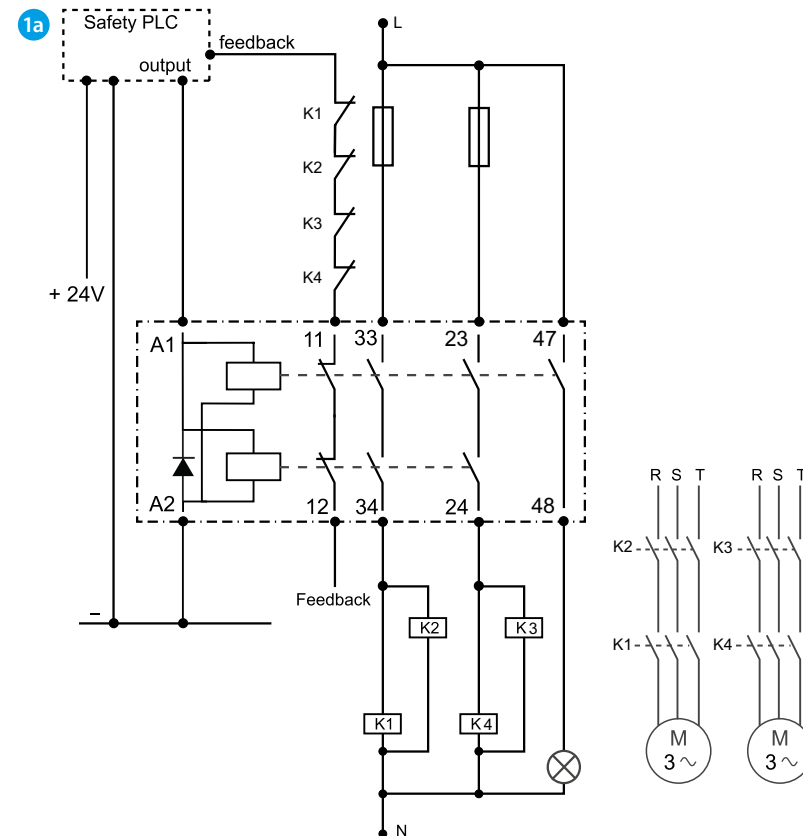 1a
Safety PLC
output
feedback
L
K1
K2
K3
K4
+ 24V
A1
11
33
23
47
A2
12
34
24
48
–
Feedback
K2
K3
K1
K4
N
R S T
R S T
K2
K3
K1
K4
M
3 ~
M
3 ~